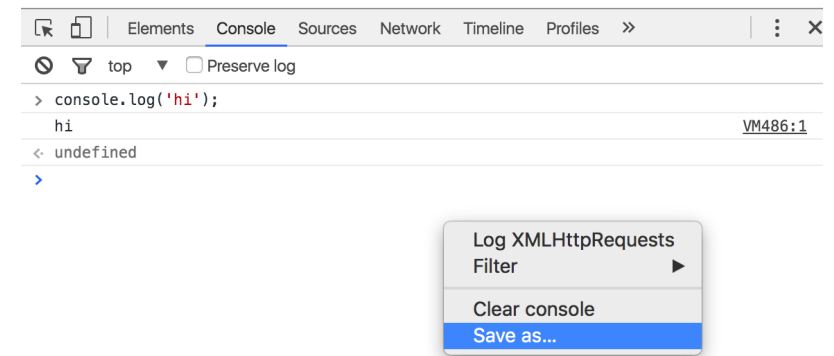 Elements Console Sources Network Timeline Profiles »
top ▼ Preserve log
> console.log('hi');
hi VM486:1
<· undefined
>
Log XMLHttpRequests
Filter ▶
Clear console
Save as...